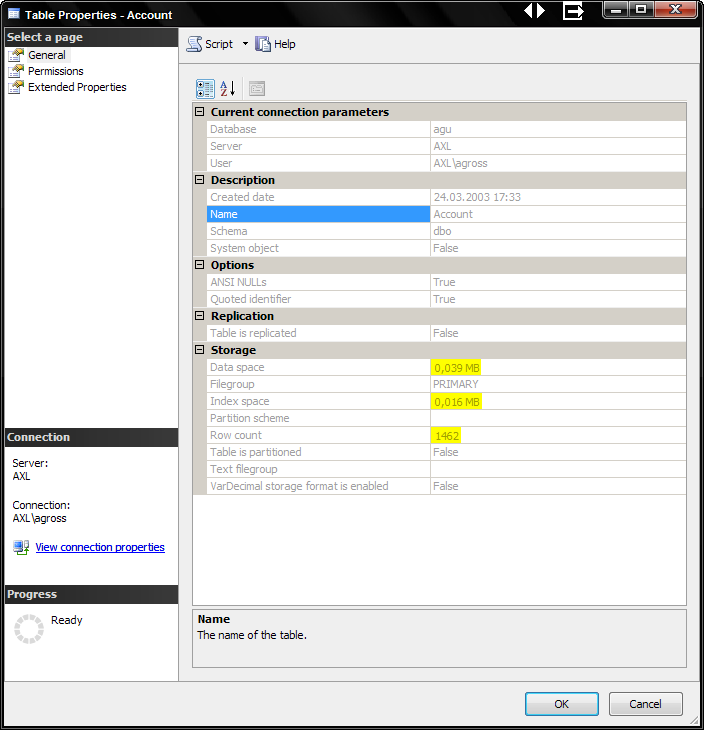 Table Properties - Account
Select a page
General
Permissions
Extended Properties
Script Help
Current connection parameters
Database agu
Server AXL
User AXL\agross
Description
Created date 24.03.2003 17:33
Name Account
Schema dbo
System object False
Options
ANSI NULLs True
Quoted identifier True
Replication
Table is replicated False
Storage
Data space 0,039 MB
Filegroup PRIMARY
Index space 0,016 MB
Partition scheme
Row count 1462
Table is partitioned False
Text filegroup
VarDecimal storage format is enabled False
Connection
Server:
AXL
Connection:
AXL\agross
View connection properties
Progress
Ready
Name
The name of the table.
OK Cancel